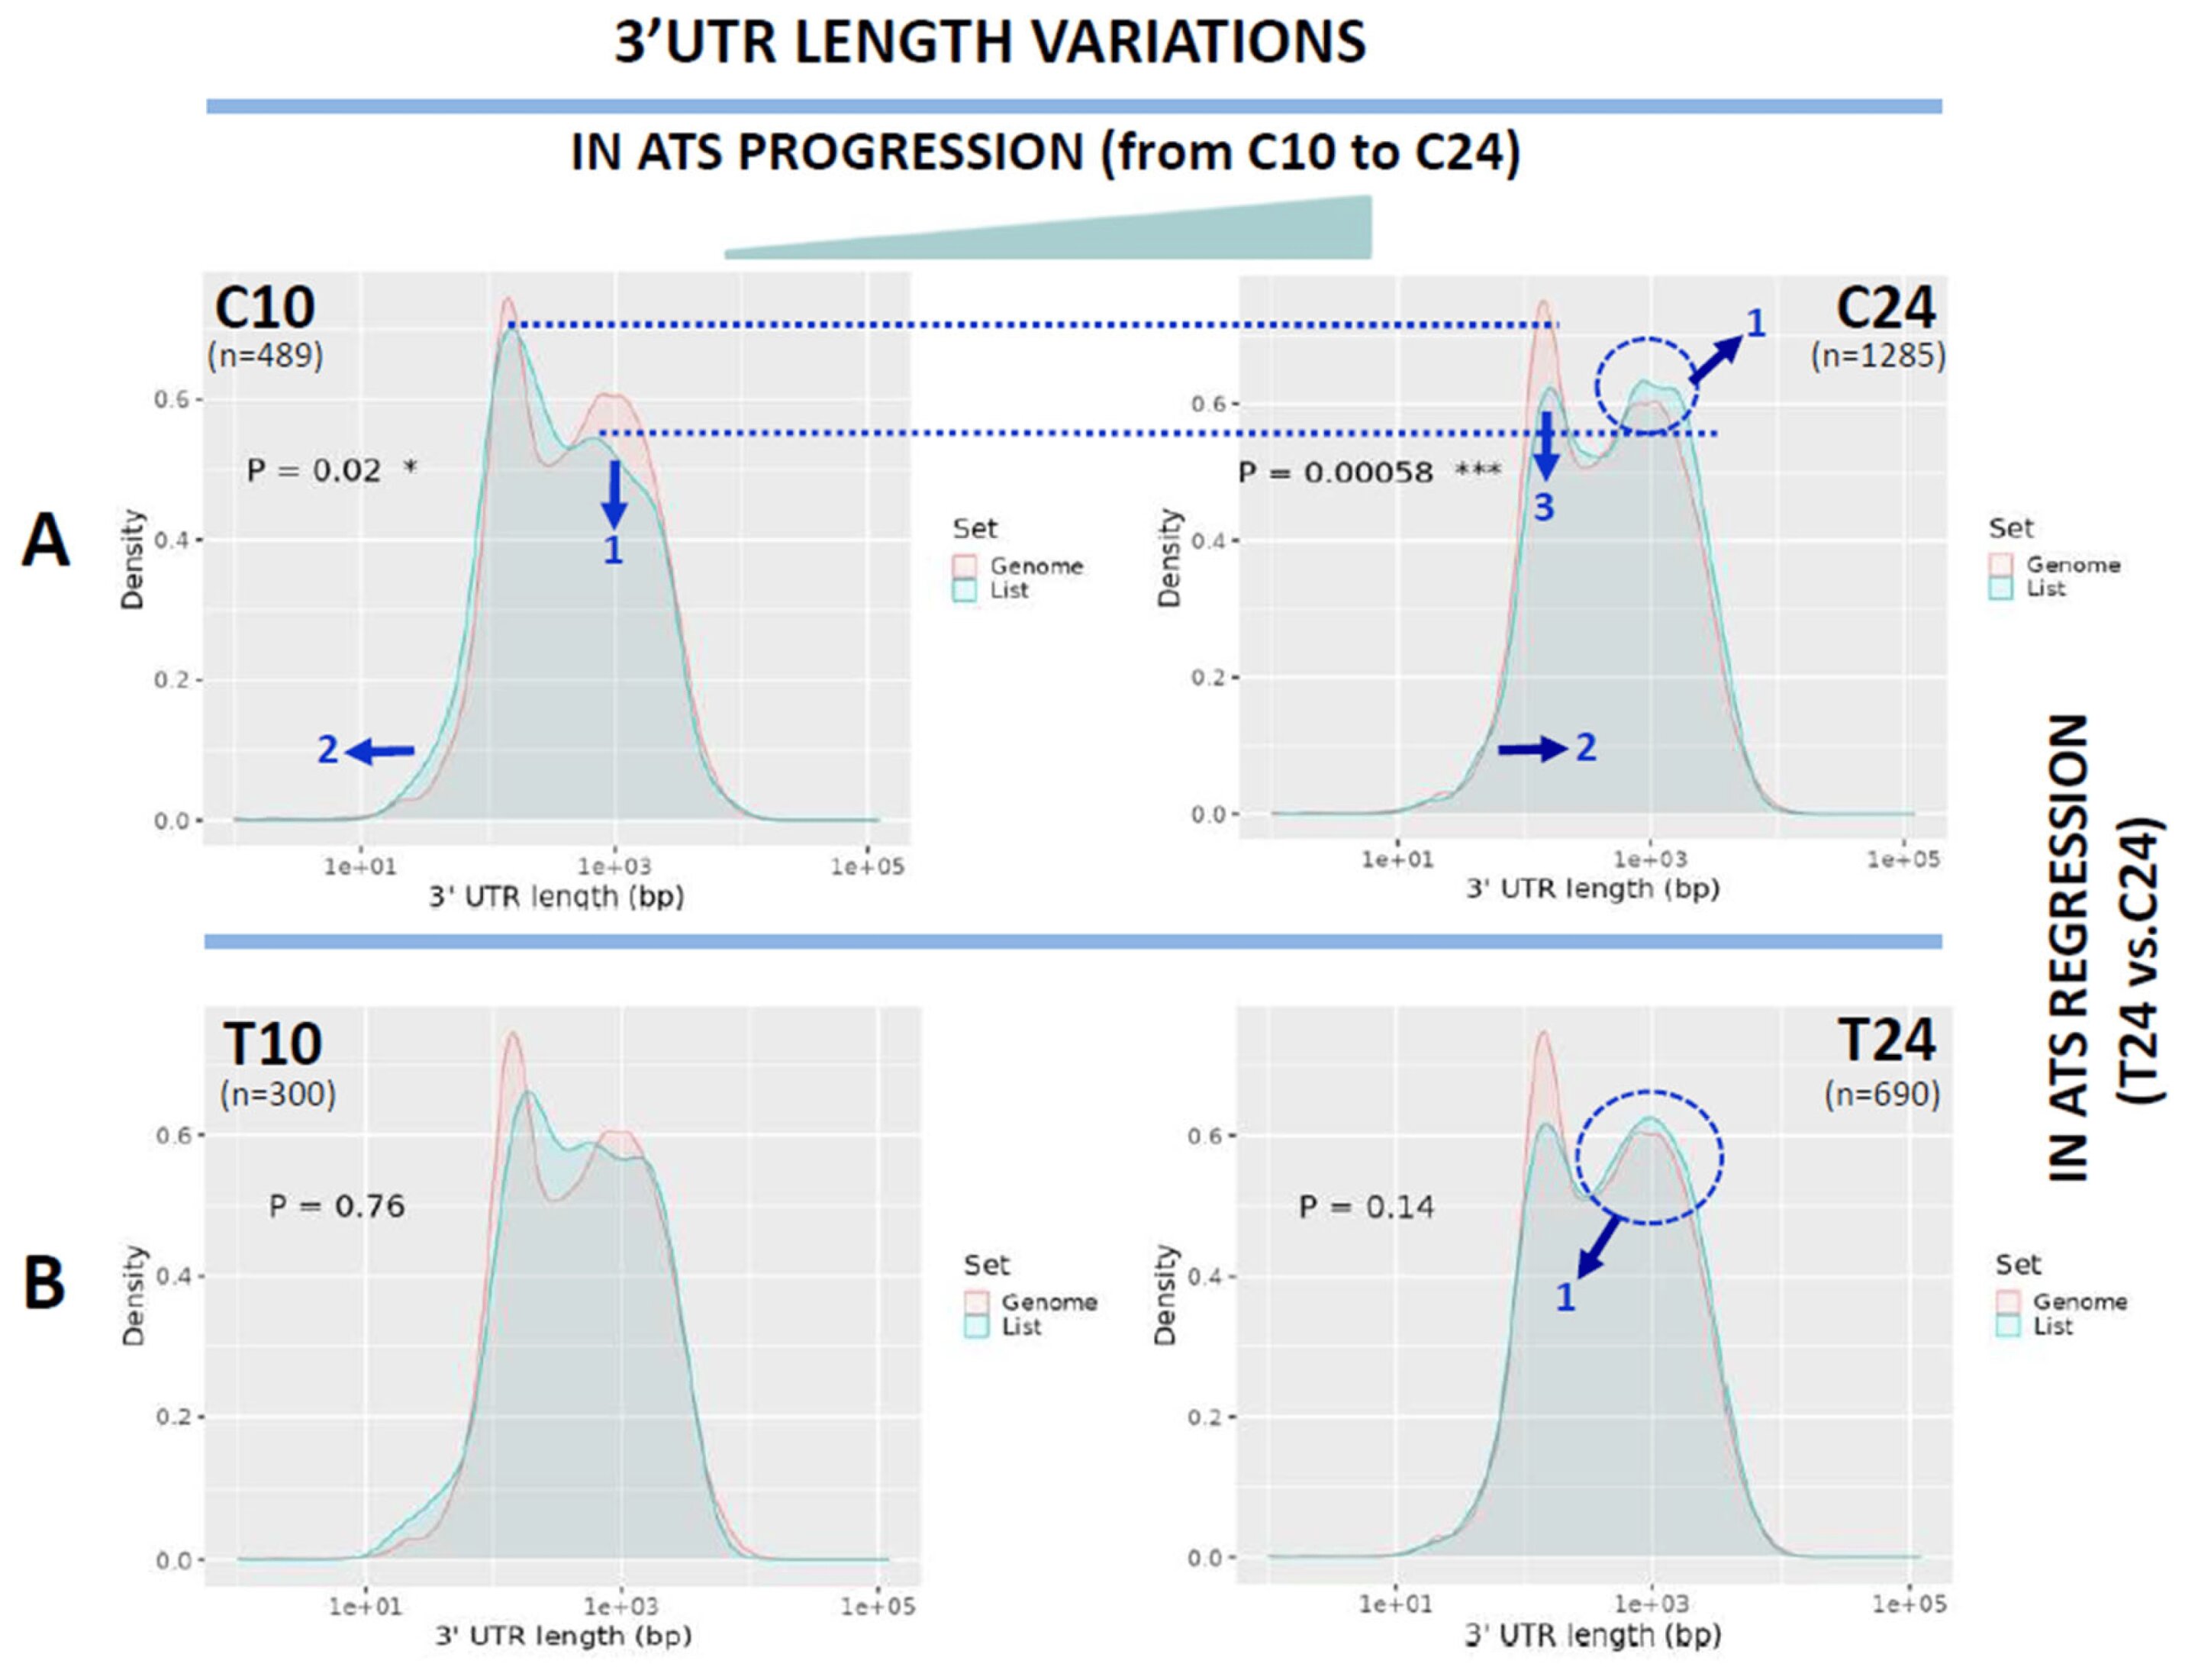 3’UTR LENGTH VARIATIONS
IN ATS PROGRESSION (from C10 to C24)
A
C10
(n=489)
P = 0.02 *
1
2
0.6
0.4
0.2
0.0
Density
1e+01
1e+03
1e+05
3' UTR length (bp)
Set
Genome
List
C24
(n=1285)
P = 0.00058 ***
1
3
2
0.6
0.4
0.2
0.0
Density
1e+01
1e+03
1e+05
3' UTR length (bp)
Set
Genome
List
IN ATS REGRESSION
(T24 vs.C24)
B
T10
(n=300)
P = 0.76
0.6
0.4
0.2
0.0
Density
1e+01
1e+03
1e+05
3' UTR length (bp)
Set
Genome
List
T24
(n=690)
P = 0.14
1
0.6
0.4
0.2
0.0
Density
1e+01
1e+03
1e+05
3' UTR length (bp)
Set
Genome
List